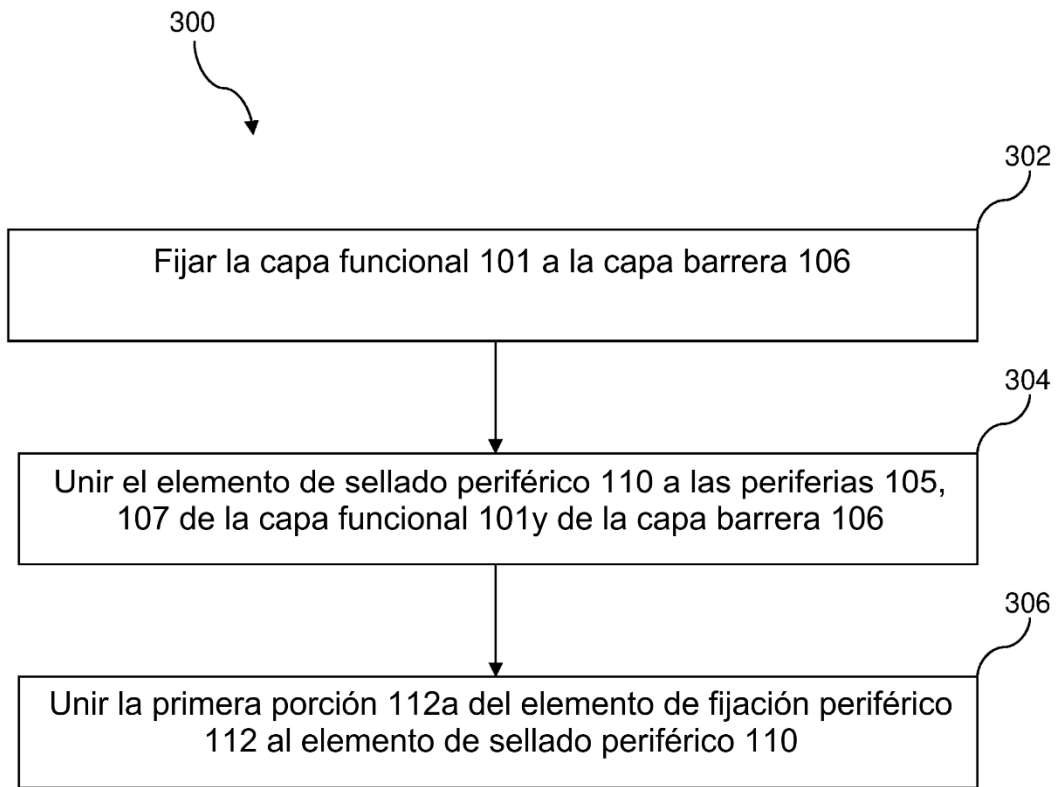 300
302
Fijar la capa funcional 101 a la capa barrera 106
304
Unir el elemento de sellado periférico 110 a las periferias 105,
107 de la capa funcional 101y de la capa barrera 106
306
Unir la primera porción 112a del elemento de fijación periférico
112 al elemento de sellado periférico 110